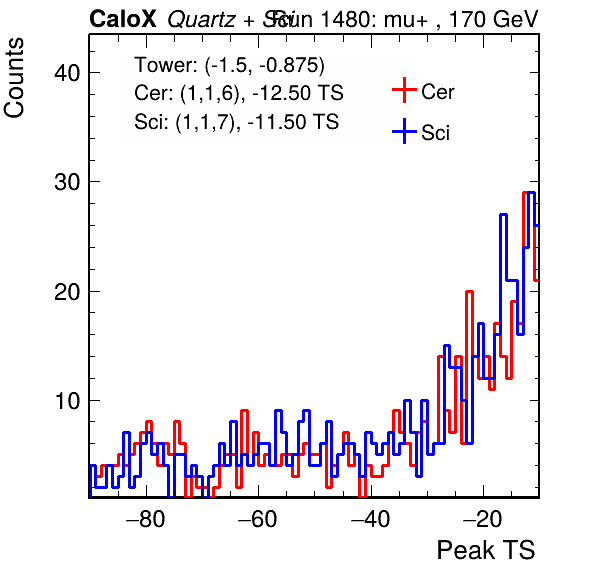 CaloX Quartz + Sci Run 1480: mu+ , 170 GeV
Counts
Tower: (-1.5, -0.875)
Cer: (1,1,6), -12.50 TS
Sci: (1,1,7), -11.50 TS
Cer
Sci
40
30
20
10
−80 −60 −40 −20
Peak TS